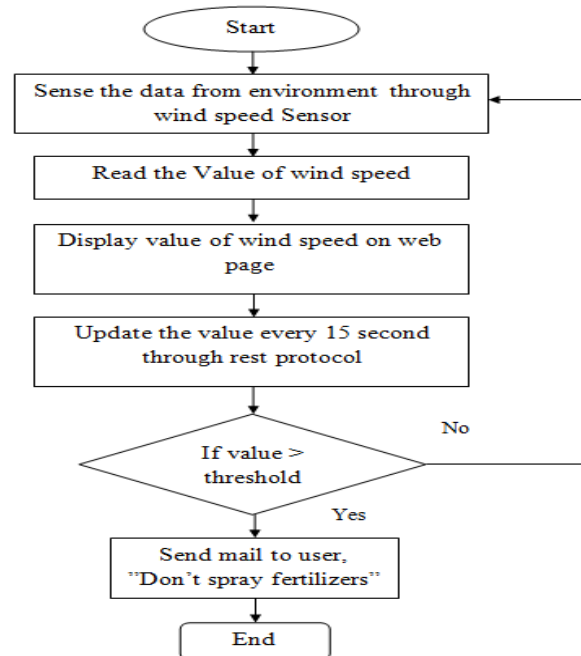 Start
Sense the data from environment through
wind speed Sensor
Read the Value of wind speed
Display value of wind speed on web
page
Update the value every 15 second
through rest protocol
If value >
threshold
No
Yes
Send mail to user,
"Don't spray fertilizers"
End